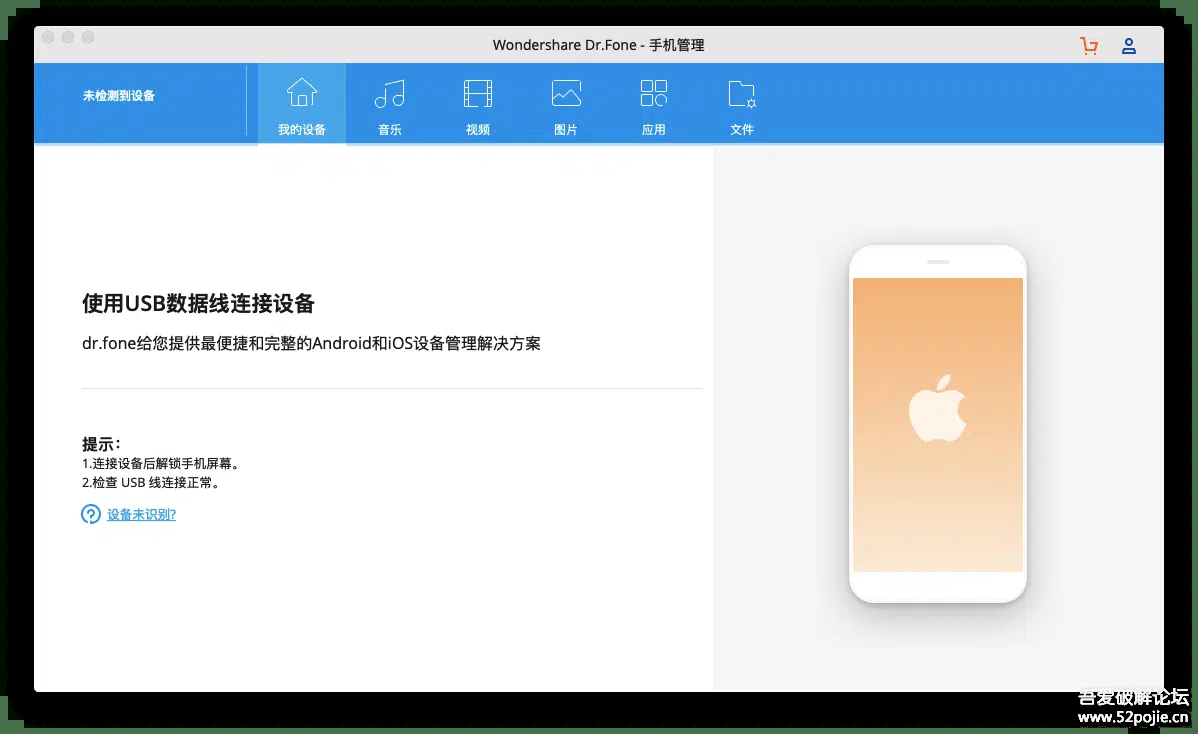 Wondershare Dr.Fone - 手机管理
未检测到设备
我的设备
音乐
视频
图片
应用
文件
使用USB数据线连接设备
dr.fone给您提供最便捷和完整的Android和iOS设备管理解决方案
提示：
1.连接设备后解锁手机屏幕。
2.检查 USB 线连接正常。
? 设备未识别?
吾爱破解论坛
www.52pojie.cn